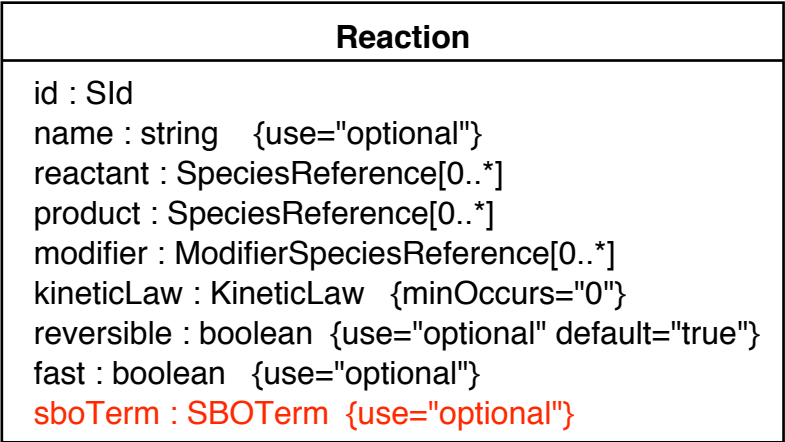 Reaction
id : SId
name : string {use="optional"}
reactant : SpeciesReference[0..*]
product : SpeciesReference[0..*]
modifier : ModifierSpeciesReference[0..*]
kineticLaw : KineticLaw {minOccurs="0"}
reversible : boolean {use="optional" default="true"}
fast : boolean {use="optional"}
sboTerm : SBOTerm {use="optional"}